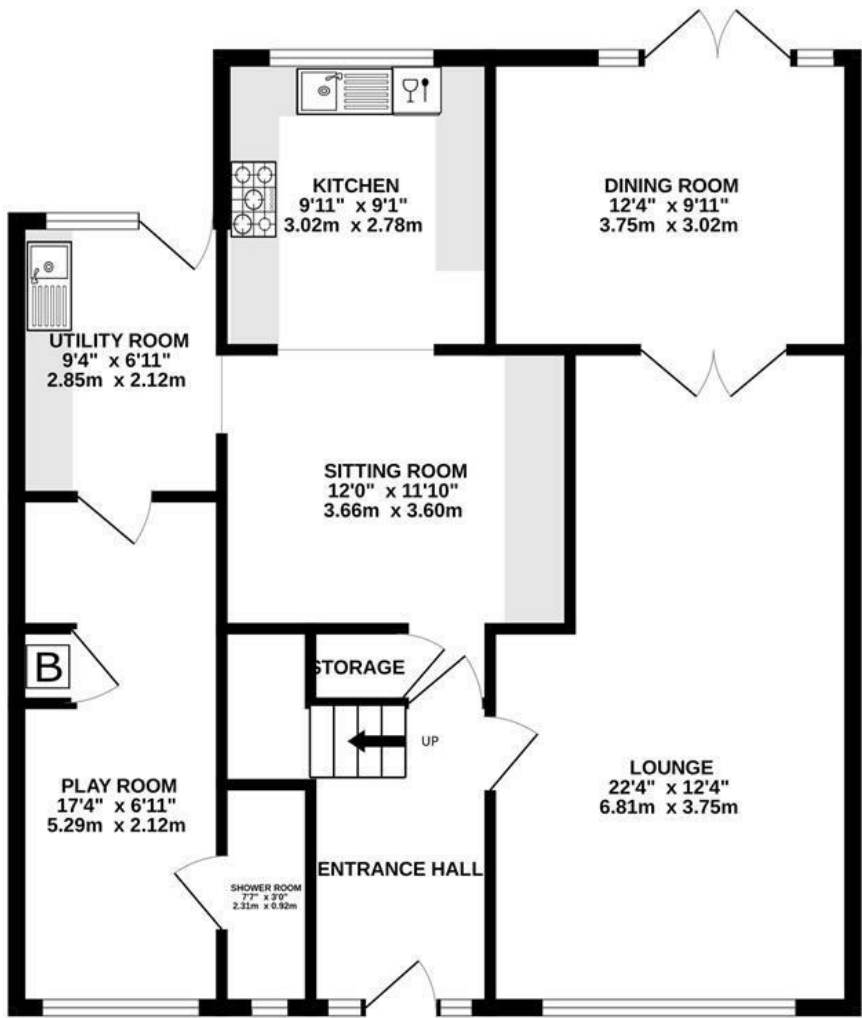 KITCHEN
9'11" x 9'1"
3.02m x 2.78m
DINING ROOM
12'4" x 9'11"
3.75m x 3.02m
UTILITY ROOM
9'4" x 6'11"
2.85m x 2.12m
SITTING ROOM
12'0" x 11'10"
3.66m x 3.60m
B
STORAGE
UP
PLAY ROOM
17'4" x 6'11"
5.29m x 2.12m
LOUNGE
22'4" x 12'4"
6.81m x 3.75m
ENTRANCE HALL
SHOWER ROOM
7'7" x 3'0"
2.31m x 0.92m